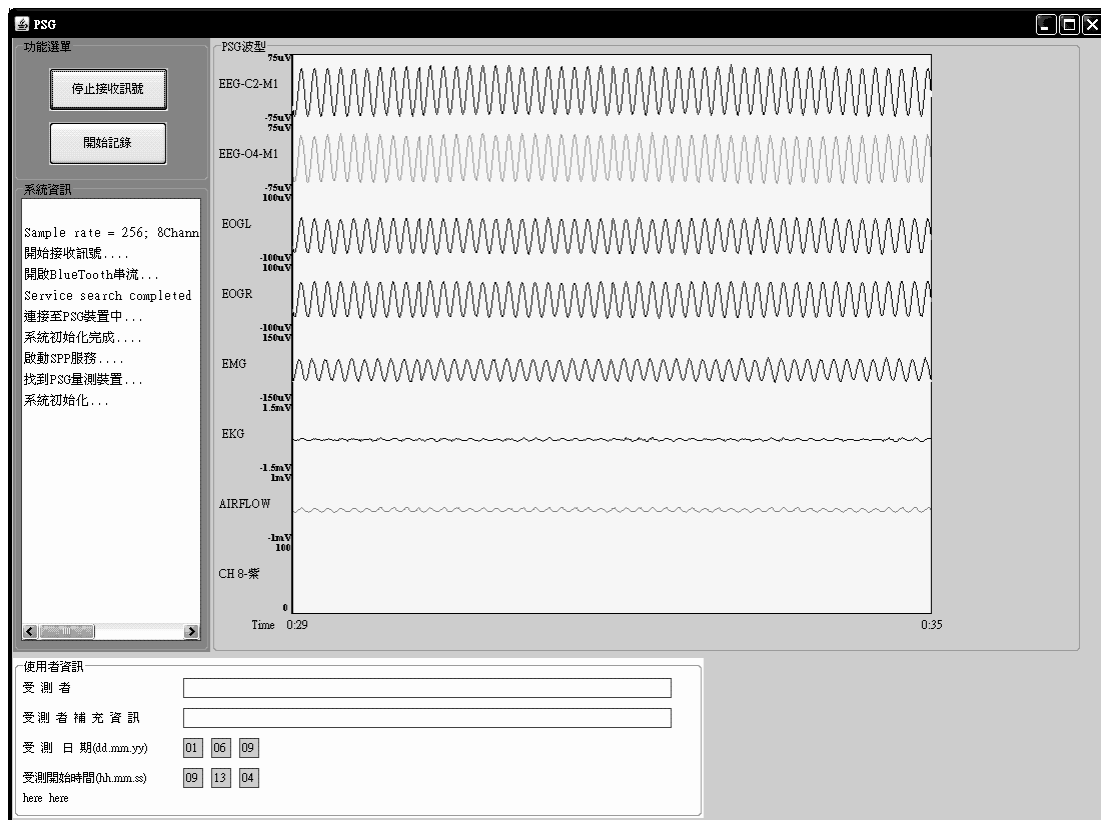 PSG
功能選單
停止接收訊號
開始記錄
系統資訊
Sample rate = 256; 8Chann
開始接收訊號....
開啟BlueTooth串流...
Service search completed
連接至PSG裝置中...
系統初始化完成....
啟動SPP服務....
找到PSG量測裝置...
系統初始化...
PSG波型
75uV
EEG-C2-M1
-75uV
75uV
EEG-O4-M1
-75uV
100uV
EOGL
-100uV
100uV
EOGR
-100uV
150uV
EMG
-150uV
1.5mV
EKG
-1.5mV
1mV
AIRFLOW
-1mV
100
CH 8-紫
0
Time 0:29 0:35
使用者資訊
受 測 者
受 測 者 補 充 資 訊
受 測 日 期(dd.mm.yy) 01 06 09
受測開始時間(hh.mm.ss) 09 13 04
here here